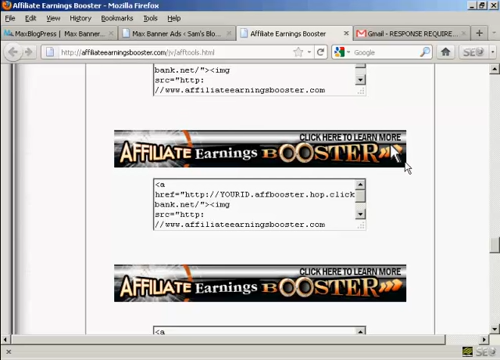 Affiliate Earnings Booster - Mozilla Firefox
Edit View History Bookmarks Tools Help
MaxBlogPress | Max Banner Ads - W...
Max Banner Ads « Sam's Blo...
Affiliate Earnings Booster
Gmail - RESPONSE REQUIRE...
http://affiliateearningsbooster.com/jv/afftools.html
Google
SEO
bank.net/"><img
src="http:
//www.affiliateearningsbooster.com
CLICK HERE TO LEARN MORE
AFFILIATE Earnings BOOSTER
<a
href="http://YOURID.affbooster.hop.click
bank.net/"><img
src="http:
//www.affiliateearningsbooster.com
CLICK HERE TO LEARN MORE
AFFILIATE Earnings BOOSTER
<a
SEO